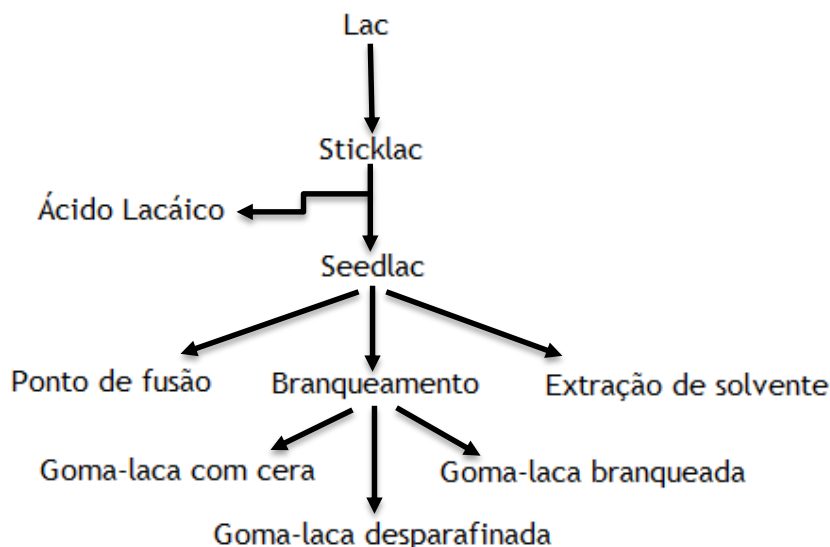 Lac
Sticklac
Ácido Lacáico
Seedlac
Ponto de fusão
Branqueamento
Extração de solvente
Goma-laca com cera
Goma-laca branqueada
Goma-laca desparafinada